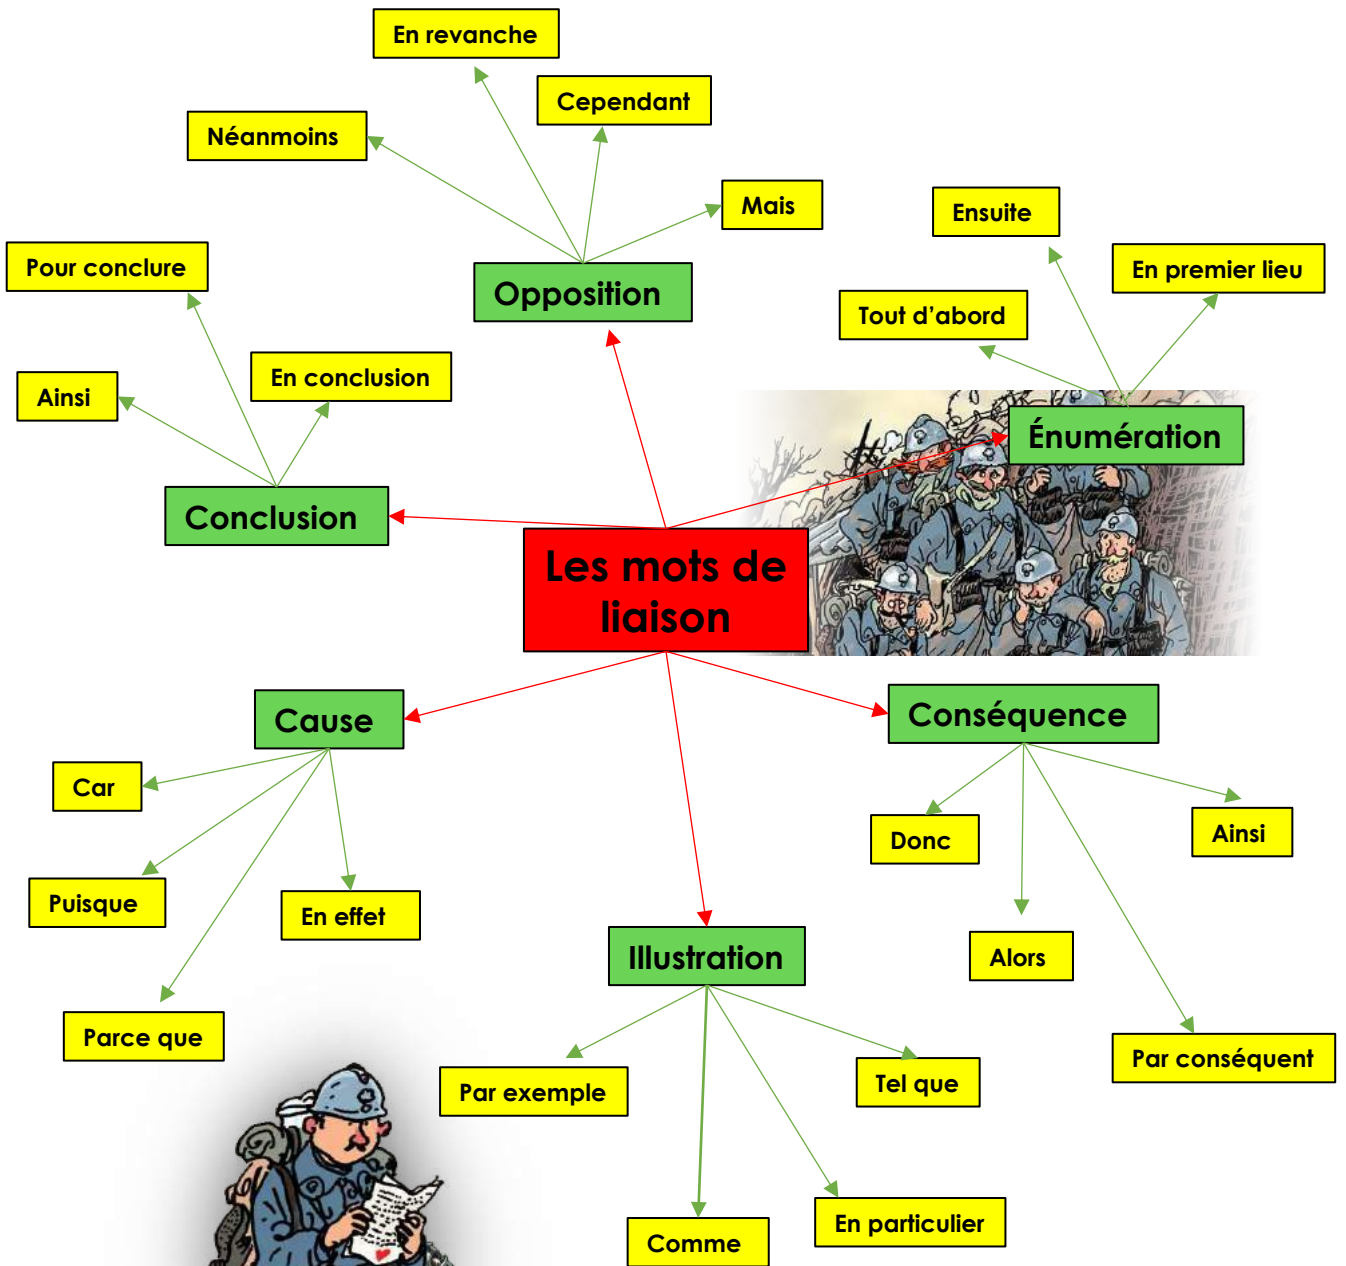 En revanche
Cependant
Néanmoins
Mais
Ensuite
Pour conclure
En premier lieu
Opposition
Tout d’abord
En conclusion
Ainsi
Énumération
Conclusion
Les mots de
liaison
Cause
Conséquence
Car
Donc
Ainsi
Puisque
En effet
Illustration
Alors
Parce que
Par exemple
Tel que
Par conséquent
Comme
En particulier